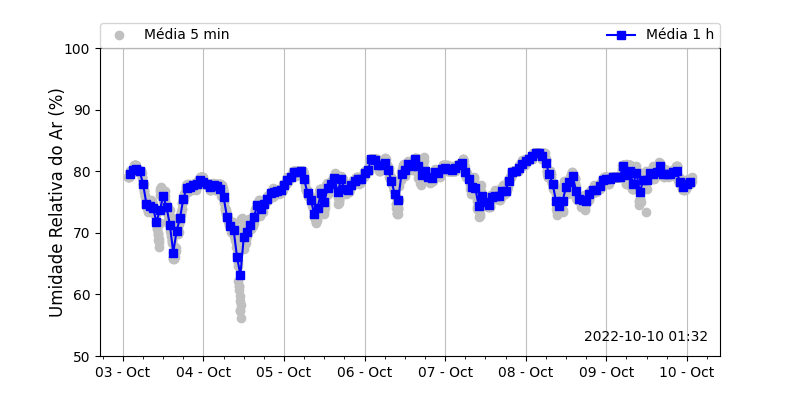 Média 5 min
Média 1 h
100
90
80
70
60
50
Umidade Relativa do Ar (%)
2022-10-10 01:32
03 - Oct
04 - Oct
05 - Oct
06 - Oct
07 - Oct
08 - Oct
09 - Oct
10 - Oct